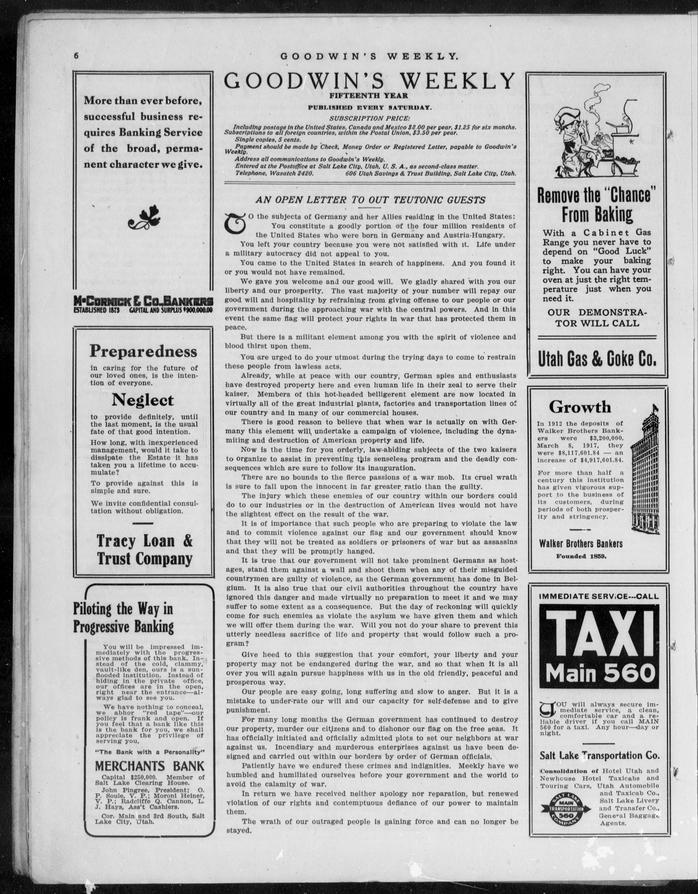 6
GOODWIN'S WEEKLY.
More than ever before,
successful business re-
quires Banking Service
of the broad, perma-
nent character we give.
McCORNICK & Co. BANKERS
ESTABLISHED 1873 CAPITAL AND SURPLUS $900,000.00
Preparedness
in caring for the future of
our loved ones, is the inten-
tion of everyone.
Neglect
to provide definitely, until
the last moment, is the usual
fate of that good intention.
How long, with inexperienced
management, would it take to
dissipate the Estate it has
taken you a lifetime to accu-
mulate?
To provide against this is
simple and sure.
We invite confidential consul-
tation without obligation.
Tracy Loan &
Trust Company
Piloting the Way in
Progressive Banking
You will be impressed im-
mediately with the progres-
sive methods of this bank. In-
stead of the cold, clammy,
vault-like den, ours is a sun-
flooded institution. Instead of
hiding in the private office,
our offices are in the open,
right near the entrance—al-
ways glad to see you.
We have nothing to conceal,
we abhor "red tape"—our
policy is frank and open. If
you feel that a bank like this
is the bank for you, we shall
appreciate the privilege of
serving you.
"The Bank with a Personality"
MERCHANTS BANK
Capital $250,000. Member of
Salt Lake Clearing House.
John Pingree, President; O.
P. Soule, V. P.; Moroni Heiner,
V. P.; Radcliffe Q. Cannon, L.
J. Hays, Ass't Cashiers.
Cor. Main and 3rd South, Salt
Lake City, Utah.
GOODWIN'S WEEKLY
FIFTEENTH YEAR
PUBLISHED EVERY SATURDAY.
SUBSCRIPTION PRICE:
Including postage in the United States, Canada and Mexico $2.00 per year, $1.25 for six months.
Subscriptions to all foreign countries, within the Postal Union, $3.50 per year.
Single copies, 5 cents.
Payment should be made by Check, Money Order or Registered Letter, payable to Goodwin's
Weekly.
Address all communications to Goodwin's Weekly.
Entered at the Postoffice at Salt Lake City, Utah, U. S. A., as second-class matter.
Telephone, Wasatch 2420. 606 Utah Savings & Trust Building, Salt Lake City, Utah.
AN OPEN LETTER TO OUT TEUTONIC GUESTS
TO the subjects of Germany and her Allies residing in the United States:
You constitute a goodly portion of the four million residents of
the United States who were born in Germany and Austria-Hungary.
You left your country because you were not satisfied with it. Life under
a military autocracy did not appeal to you.
You came to the United States in search of happiness. And you found it
or you would not have remained.
We gave you welcome and our good will. We gladly shared with you our
liberty and our prosperity. The vast majority of your number will repay our
good will and hospitality by refraining from giving offense to our people or our
government during the approaching war with the central powers. And in this
event the same flag will protect your rights in war that has protected them in
peace.
But there is a militant element among you with the spirit of violence and
blood thirst upon them.
You are urged to do your utmost during the trying days to come to restrain
these people from lawless acts.
Already, while at peace with our country, German spies and enthusiasts
have destroyed property here and even human life in their zeal to serve their
kaiser. Members of this hot-headed belligerent element are now located in
virtually all of the great industrial plants, factories and transportation lines of
our country and in many of our commercial houses.
There is good reason to believe that when war is actually on with Ger-
many this element will undertake a campaign of violence, including the dyna-
miting and destruction of American property and life.
Now is the time for you orderly, law-abiding subjects of the two kaisers
to organize to assist in preventing this senseless program and the deadly con-
sequences which are sure to follow its inauguration.
There are no bounds to the fierce passions of a war mob. Its cruel wrath
is sure to fall upon the innocent in far greater ratio than the guilty.
The injury which these enemies of our country within our borders could
do to our industries or in the destruction of American lives would not have
the slightest effect on the result of the war.
It is of importance that such people who are preparing to violate the law
and to commit violence against our flag and our government should know
that they will not be treated as soldiers or prisoners of war but as assassins
and that they will be promptly hanged.
It is true that our government will not take prominent Germans as host-
ages, stand them against a wall and shoot them when any of their misguided
countrymen are guilty of violence, as the German government has done in Bel-
gium. It is also true that our civil authorities throughout the country have
ignored this danger and made virtually no preparation to meet it and we may
suffer to some extent as a consequence. But the day of reckoning will quickly
come for such enemies as violate the asylum we have given them and which
we will offer them during the war. Will you not do your share to prevent this
utterly needless sacrifice of life and property that would follow such a pro-
gram?
Give heed to this suggestion that your comfort, your liberty and your
property may not be endangered during the war, and so that when it is all
over you will again pursue happiness with us in the old friendly, peaceful and
prosperous way.
Our people are easy going, long suffering and slow to anger. But it is a
mistake to under-rate our will and our capacity for self-defense and to give
punishment.
For many long months the German government has continued to destroy
our property, murder our citizens and to dishonor our flag on the free seas. It
has officially initiated and officially admitted plots to set our neighbors at war
against us. Incendiary and murderous enterprises against us have been de-
signed and carried out within our borders by order of German officials.
Patiently have we endured these crimes and indignities. Meekly have we
humbled and humiliated ourselves before your government and the world to
avoid the calamity of war.
In return we have received neither apology nor reparation, but renewed
violation of our rights and contemptuous defiance of our power to maintain
them.
The wrath of our outraged people is gaining force and can no longer be
stayed.
Remove the "Chance"
From Baking
With a Cabinet Gas
Range you never have to
depend on "Good Luck"
to make your baking
right. You can have your
oven at just the right tem-
perature just when you
need it.
OUR DEMONSTRA-
TOR WILL CALL
Utah Gas & Coke Co.
Growth
In 1912 the deposits of
Walker Brothers Bank-
ers were $3,200,000.
March 8, 1917, they
were $8,117,601.84 — an
increase of $4,917,601.84.
For more than half a
century this institution
has given vigorous sup-
port to the business of
its customers, during
periods of both prosper-
ity and stringency.
Walker Brothers Bankers
Founded 1859.
IMMEDIATE SERVICE---CALL
TAXI
Main 560
YOU will always secure im-
mediate service, a clean,
comfortable car and a re-
liable driver if you call MAIN
560 for a taxi. Any hour—day or
night.
Salt Lake Transportation Co.
Consolidation of Hotel Utah and
Newhouse Hotel Taxicabs and
Touring Cars, Utah Automobile
and Taxicab Co.,
Salt Lake Livery
and Transfer Co.,
General Baggage
Agents.
MAIN
TRANSPORTATION
560